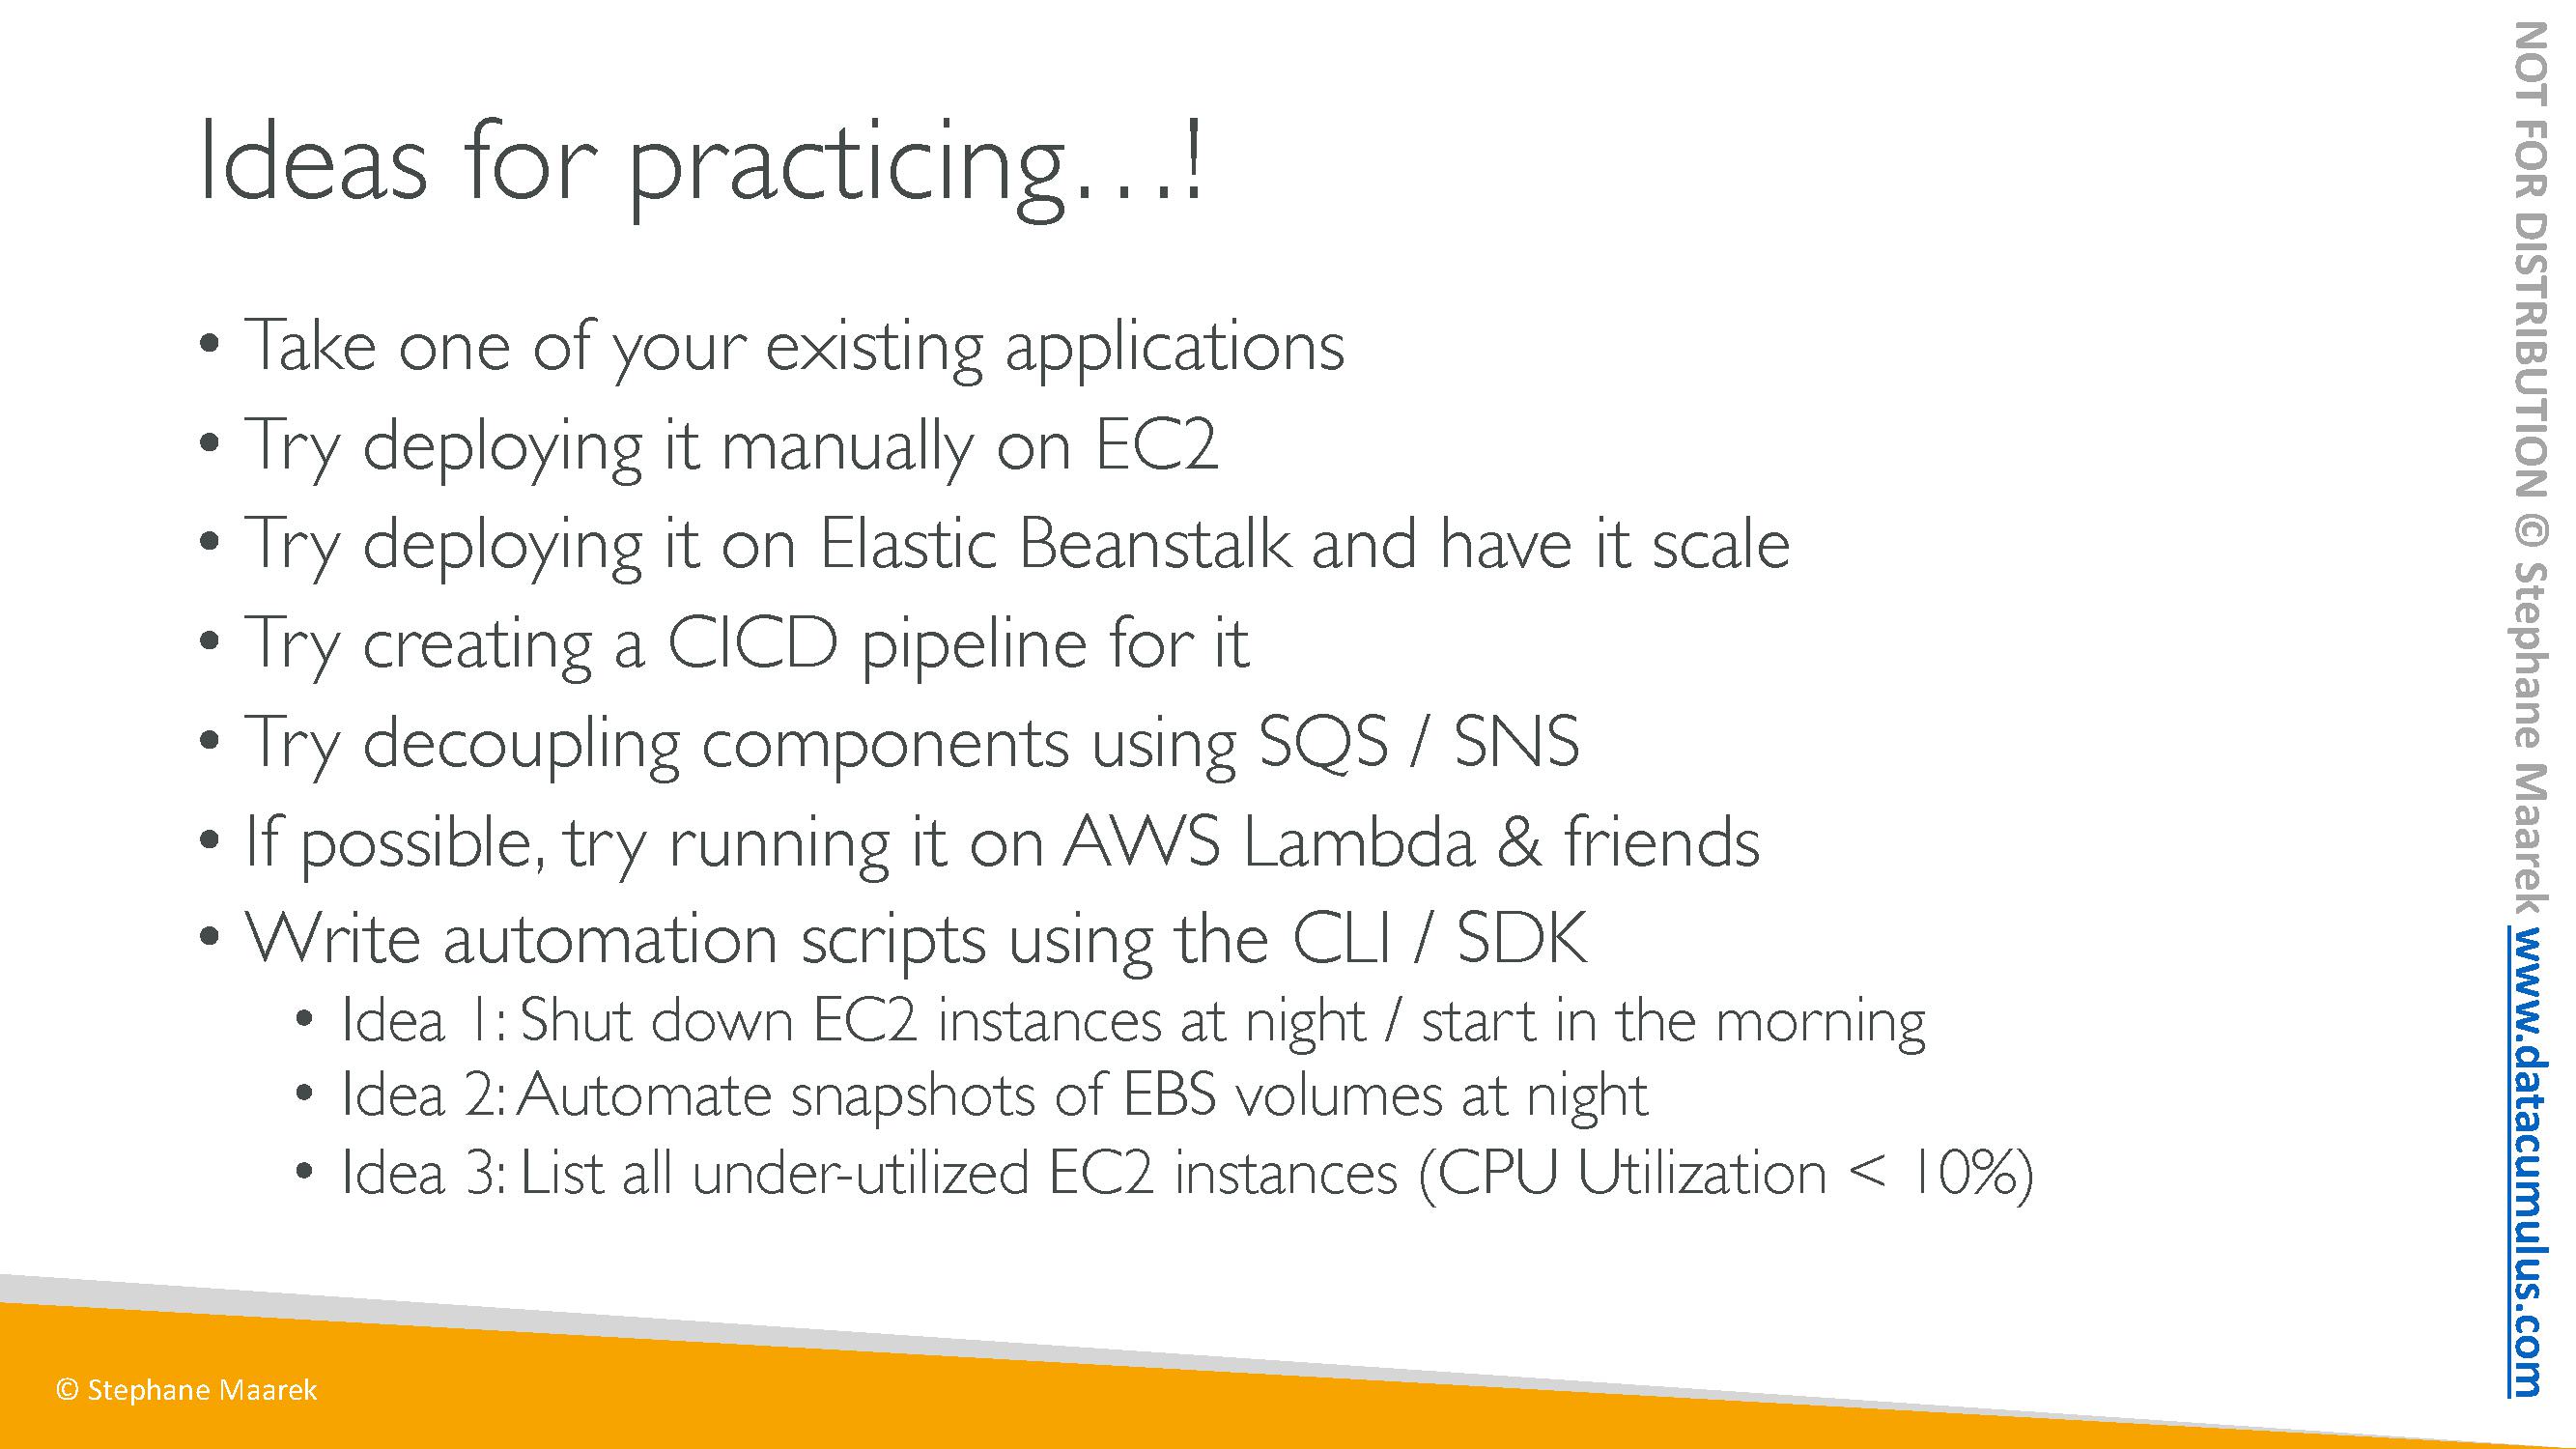 Ideas for practicing…!
• Take one of your existing applications
• Try deploying it manually on EC2
• Try deploying it on Elastic Beanstalk and have it scale
• Try creating a CICD pipeline for it
• Try decoupling components using SQS / SNS
• If possible, try running it on AWS Lambda & friends
• Write automation scripts using the CLI / SDK
• Idea 1: Shut down EC2 instances at night / start in the morning
• Idea 2: Automate snapshots of EBS volumes at night
• Idea 3: List all under-utilized EC2 instances (CPU Utilization < 10%)
© Stephane Maarek
NOT FOR DISTRIBUTION © Stephane Maarek www.datacumulus.com